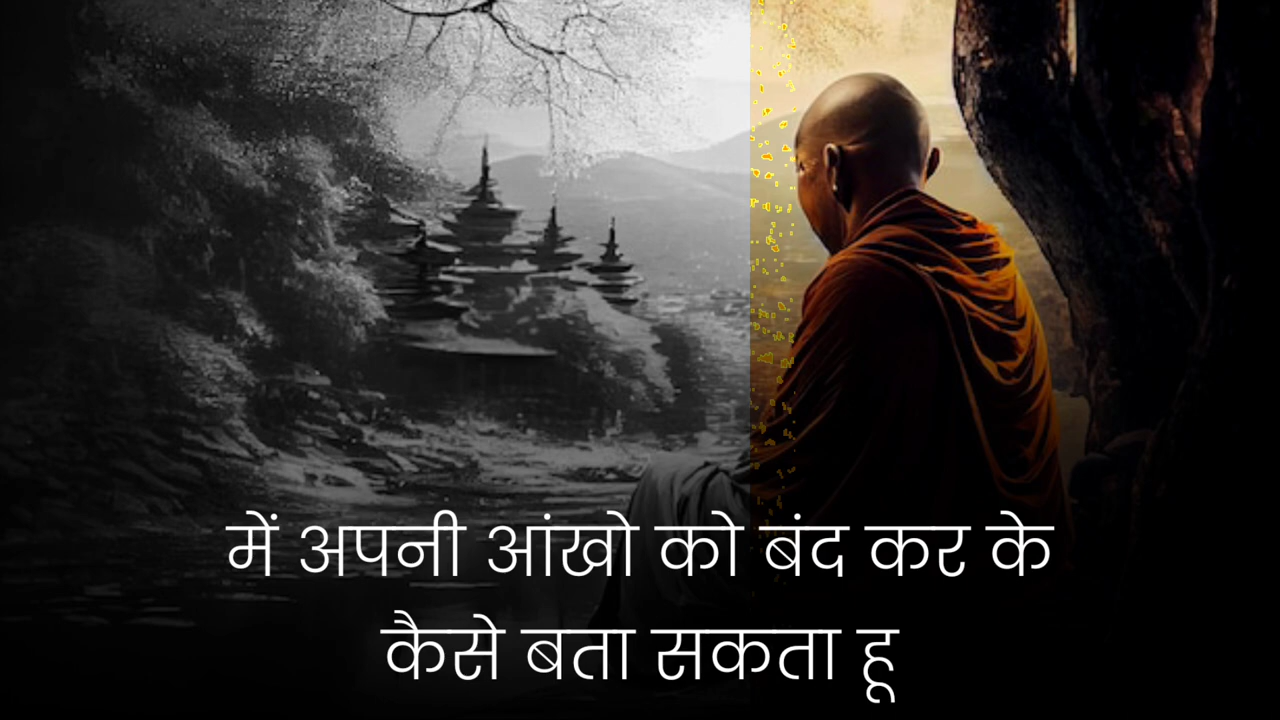 में अपनी आंखो को बंद कर के
कैसे बता सकता हू